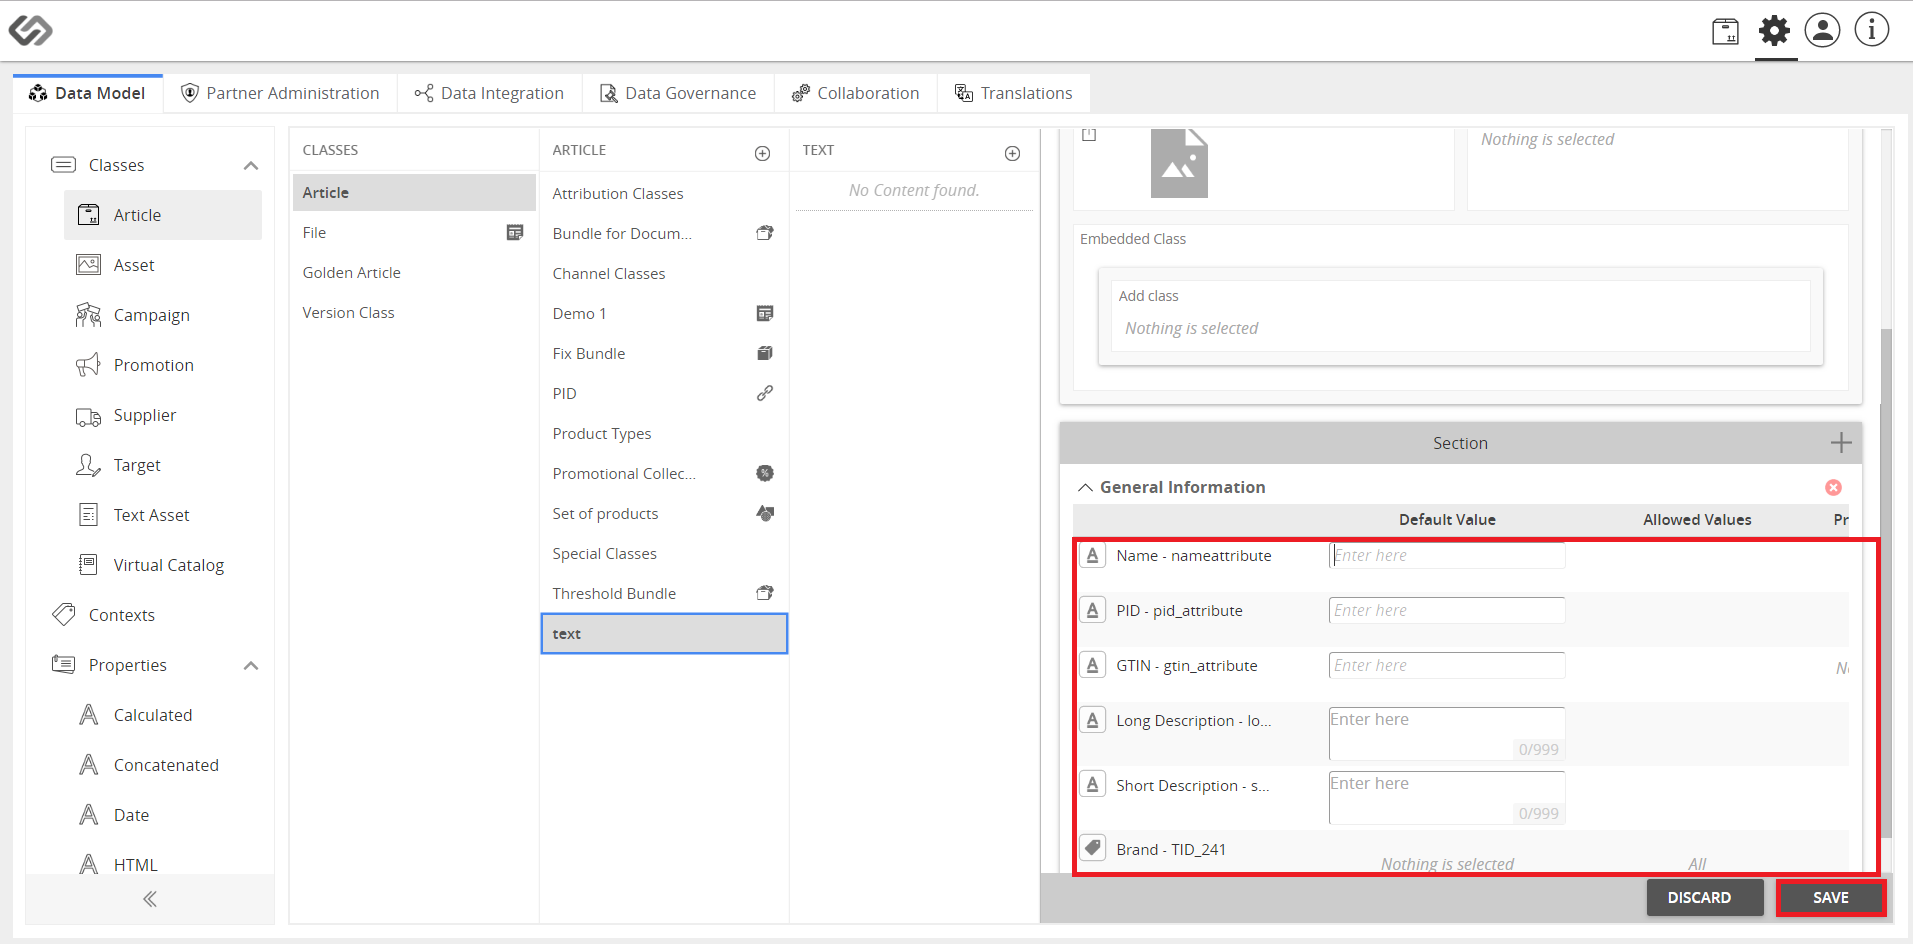 Data Model
Partner Administration
Data Integration
Data Governance
Collaboration
Translations
Classes
Article
Asset
Campaign
Promotion
Supplier
Target
Text Asset
Virtual Catalog
Contexts
Properties
Calculated
Concatenated
Date
HTML
CLASSES
Article
File
Golden Article
Version Class
ARTICLE
Attribution Classes
Bundle for Docum...
Channel Classes
Demo 1
Fix Bundle
PID
Product Types
Promotional Collec...
Set of products
Special Classes
Threshold Bundle
text
TEXT
No Content found.
Nothing is selected
Embedded Class
Add class
Nothing is selected
Section
General Information
Default Value Allowed Values Pr
Name - nameattribute Enter here
PID - pid_attribute Enter here
GTIN - gtin_attribute Enter here
Long Description - lo... Enter here
0/999
Short Description - s... Enter here
0/999
Brand - TID_241
Nothing is selected All
DISCARD SAVE